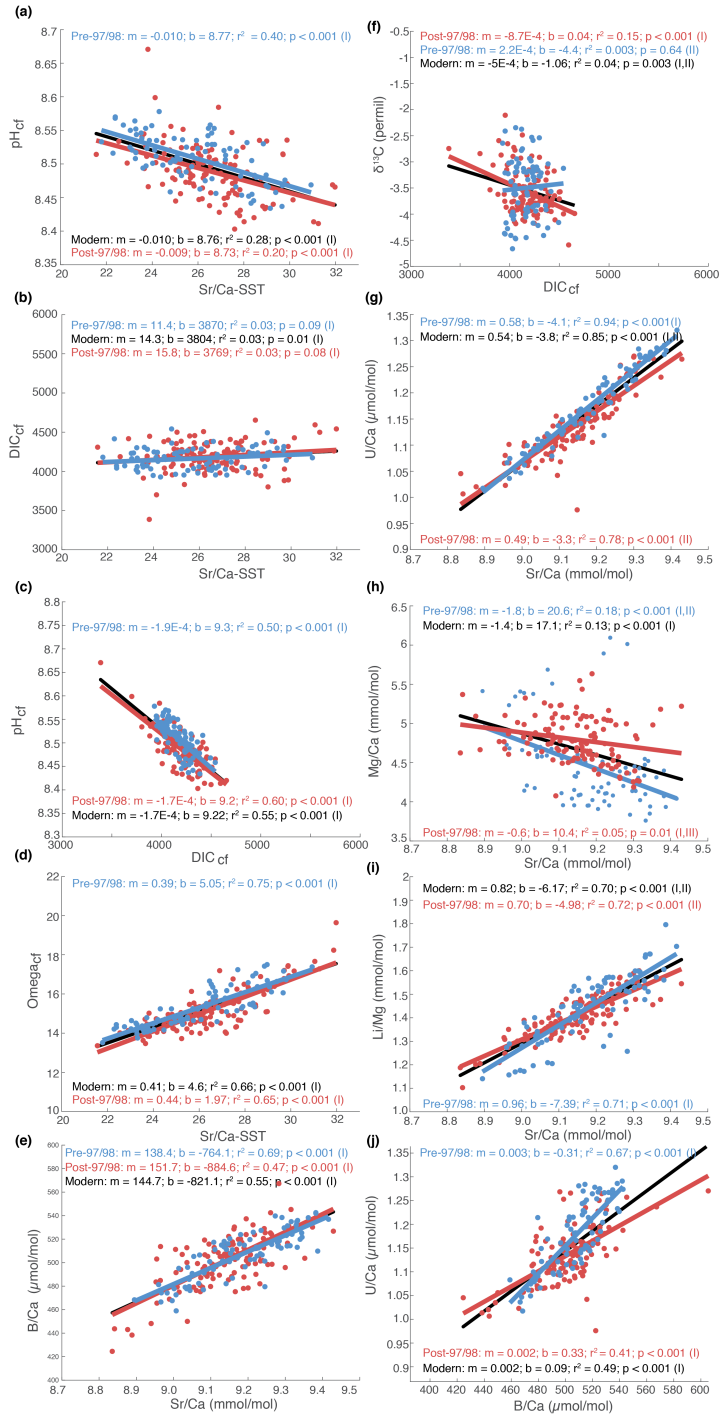 (a)
Pre-97/98: m = -0.010; b = 8.77; r² = 0.40; p < 0.001 (I)
8.7
8.6
8.55
8.5
8.45
8.4
8.35
pHcf
Modern: m = -0.010; b = 8.76; r² = 0.28; p < 0.001 (I)
Post-97/98: m = -0.009; b = 8.73; r² = 0.20; p < 0.001 (I)
20 22 24 26 28 30 32
Sr/Ca-SST
(b)
Pre-97/98: m = 11.4; b = 3870; r² = 0.03; p = 0.09 (I)
Modern: m = 14.3; b = 3804; r² = 0.03; p = 0.01 (I)
Post-97/98: m = 15.8; b = 3769; r² = 0.03; p = 0.08 (I)
6000
5500
5000
4500
4000
3500
3000
DICcf
20 22 24 26 28 30 32
Sr/Ca-SST
(c)
Pre-97/98: m = -1.9E-4; b = 9.3; r² = 0.50; p < 0.001 (I)
8.8
8.7
8.65
8.6
8.55
8.5
8.45
8.4
8.3
pHcf
Post-97/98: m = -1.7E-4; b = 9.2; r² = 0.60; p < 0.001 (I)
Modern: m = -1.7E-4; b = 9.22; r² = 0.55; p < 0.001 (I)
3000 4000 5000 6000
DICcf
(d)
Pre-97/98: m = 0.39; b = 5.05; r² = 0.75; p < 0.001 (I)
22
20
18
16
14
12
10
Omegacf
Modern: m = 0.41; b = 4.6; r² = 0.66; p < 0.001 (I)
Post-97/98: m = 0.44; b = 1.97; r² = 0.65; p < 0.001 (I)
20 22 24 26 28 30 32
Sr/Ca-SST
(e)
Pre-97/98: m = 138.4; b = -764.1; r² = 0.69; p < 0.001 (I)
Post-97/98: m = 151.7; b = -884.6; r² = 0.47; p < 0.001 (I)
Modern: m = 144.7; b = -821.1; r² = 0.55; p < 0.001 (I)
600
580
560
540
520
500
480
460
440
420
400
B/Ca (µmol/mol)
8.7 8.8 8.9 9.0 9.1 9.2 9.3 9.4 9.5
Sr/Ca (mmol/mol)
(f)
Post-97/98: m = -8.7E-4; b = 0.04; r² = 0.15; p < 0.001 (I)
Pre-97/98: m = 2.2E-4; b = -4.4; r² = 0.003; p = 0.64 (II)
Modern: m = -5E-4; b = -1.06; r² = 0.04; p = 0.003 (I,II)
-0.5
-1
-1.5
-2
-2.5
-3
-3.5
-4
-4.5
-5
δ¹³C (permil)
3000 4000 5000 6000
DICcf
(g)
Pre-97/98: m = 0.58; b = -4.1; r² = 0.94; p < 0.001(I)
Modern: m = 0.54; b = -3.8; r² = 0.85; p < 0.001 (I,II)
1.35
1.3
1.25
1.2
1.15
1.1
1.05
1.0
0.95
0.9
U/Ca (µmol/mol)
Post-97/98: m = 0.49; b = -3.3; r² = 0.78; p < 0.001 (II)
8.7 8.8 8.9 9.0 9.1 9.2 9.3 9.4 9.5
Sr/Ca (mmol/mol)
(h)
Pre-97/98: m = -1.8; b = 20.6; r² = 0.18; p < 0.001 (I,II)
Modern: m = -1.4; b = 17.1; r² = 0.13; p < 0.001 (I)
6.5
6
5.5
5
4.5
4
3.5
Mg/Ca (mmol/mol)
Post-97/98: m = -0.6; b = 10.4; r² = 0.05; p = 0.01 (I,III)
8.7 8.8 8.9 9.0 9.1 9.2 9.3 9.4 9.5
Sr/Ca (mmol/mol)
(i)
Modern: m = 0.82; b = -6.17; r² = 0.70; p < 0.001 (I,II)
Post-97/98: m = 0.70; b = -4.98; r² = 0.72; p < 0.001 (II)
2
1.9
1.8
1.7
1.6
1.5
1.4
1.3
1.2
1.1
1.0
Li/Mg (mmol/mol)
Pre-97/98: m = 0.96; b = -7.39; r² = 0.71; p < 0.001 (I)
8.7 8.8 8.9 9.0 9.1 9.2 9.3 9.4 9.5
Sr/Ca (mmol/mol)
(j)
Pre-97/98: m = 0.003; b = -0.31; r² = 0.67; p < 0.001 (I)
1.35
1.3
1.25
1.2
1.15
1.1
1.05
1.0
0.95
0.9
U/Ca (µmol/mol)
Post-97/98: m = 0.002; b = 0.33; r² = 0.41; p < 0.001 (I)
Modern: m = 0.002; b = 0.09; r² = 0.49; p < 0.001 (I)
400 420 440 460 480 500 520 540 560 580 600
B/Ca (µmol/mol)